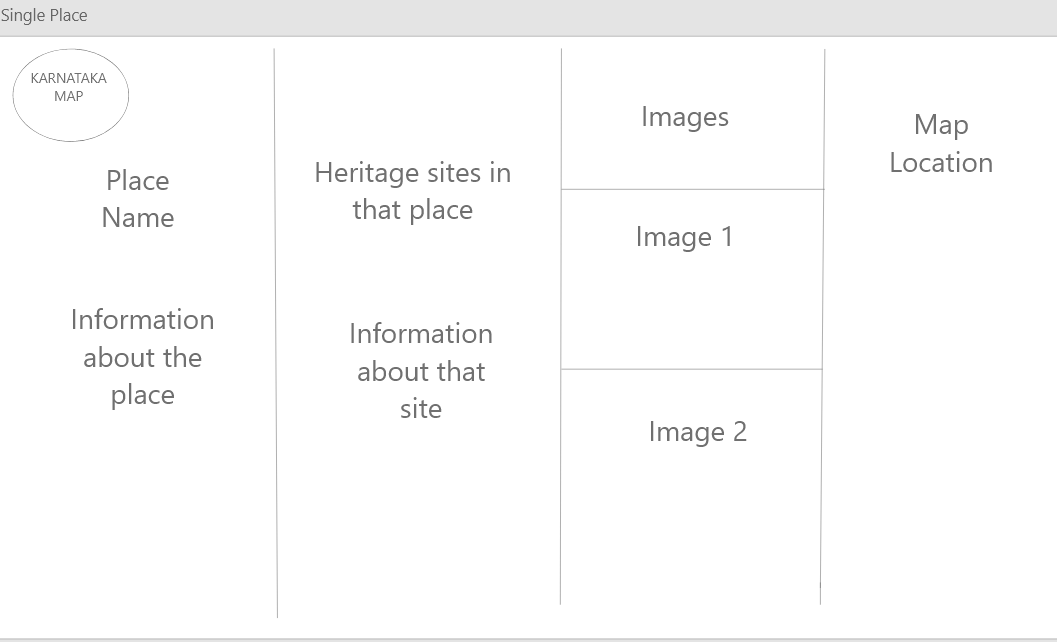 Single Place
KARNATAKA
MAP
Place
Name
Information
about the
place
Heritage sites in
that place
Information
about that
site
Images
Image 1
Image 2
Map
Location